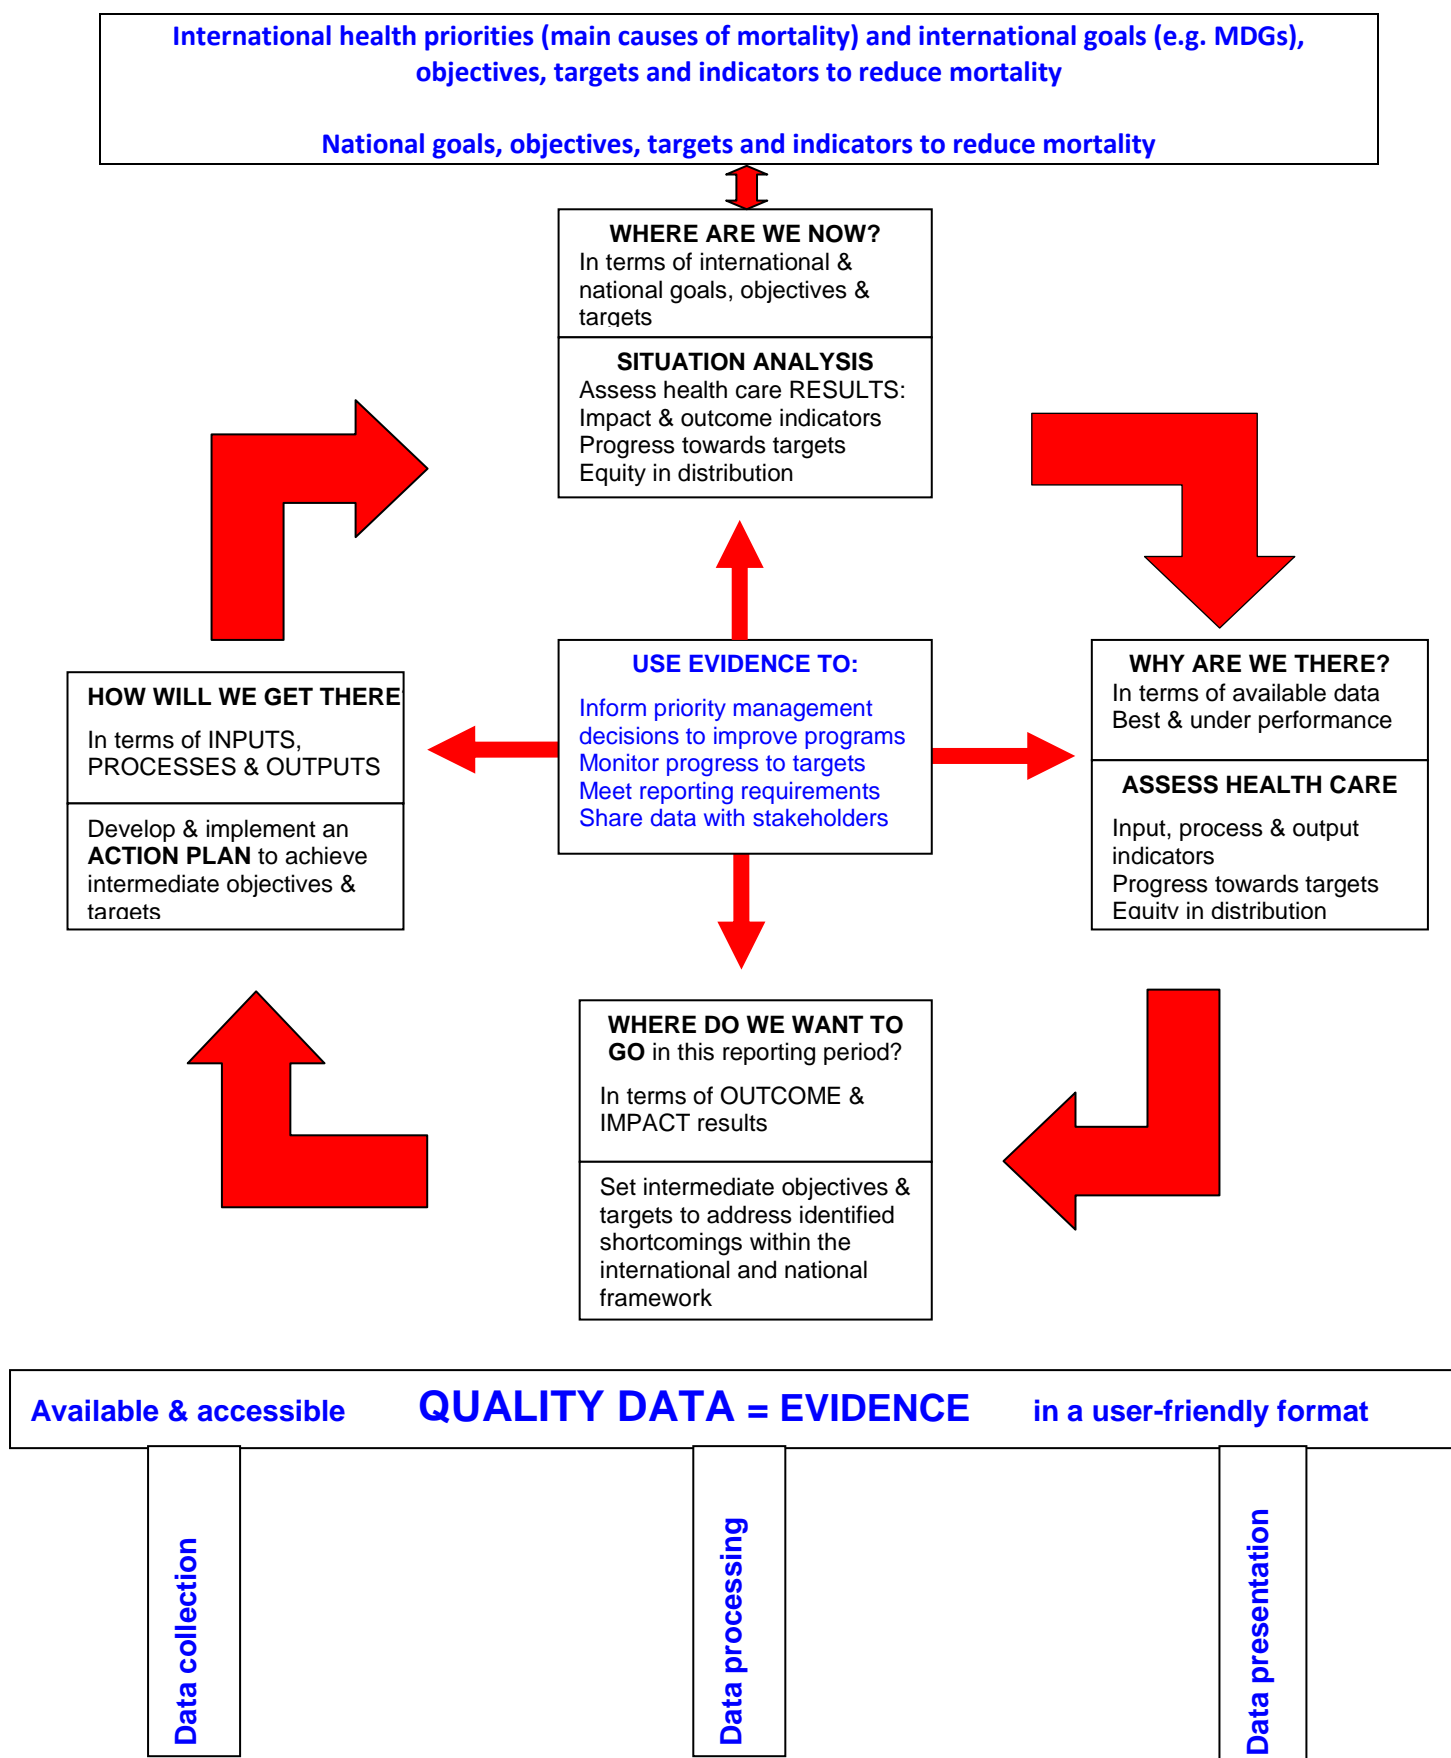 International health priorities (main causes of mortality) and international goals (e.g. MDGs),
objectives, targets and indicators to reduce mortality
National goals, objectives, targets and indicators to reduce mortality
WHERE ARE WE NOW?
In terms of international &
national goals, objectives &
targets
SITUATION ANALYSIS
Assess health care RESULTS:
Impact & outcome indicators
Progress towards targets
Equity in distribution
HOW WILL WE GET THERE
In terms of INPUTS,
PROCESSES & OUTPUTS
Develop & implement an
ACTION PLAN to achieve
intermediate objectives &
targets
USE EVIDENCE TO:
Inform priority management
decisions to improve programs
Monitor progress to targets
Meet reporting requirements
Share data with stakeholders
WHY ARE WE THERE?
In terms of available data
Best & under performance
ASSESS HEALTH CARE
Input, process & output
indicators
Progress towards targets
Equity in distribution
WHERE DO WE WANT TO
GO in this reporting period?
In terms of OUTCOME &
IMPACT results
Set intermediate objectives &
targets to address identified
shortcomings within the
international and national
framework
Available & accessible QUALITY DATA = EVIDENCE in a user-friendly format
Data collection
Data processing
Data presentation